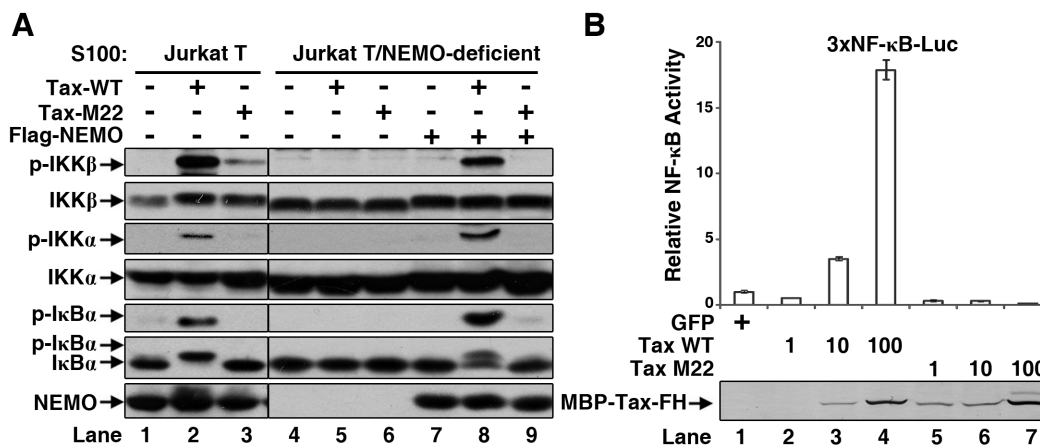 A
S100: Jurkat T Jurkat T/NEMO-deficient
Tax-WT - + - - + - - + -
Tax-M22 - - + - - + - - +
Flag-NEMO - - - - - - + + +
p-IKKβ
IKKβ
p-IKKα
IKKα
p-IκBα
p-IκBα
IκBα
NEMO
Lane 1 2 3 4 5 6 7 8 9
B
3xNF-κB-Luc
Relative NF-κB Activity
20
15
10
5
0
GFP +
Tax WT 1 10 100
Tax M22 1 10 100
MBP-Tax-FH
Lane 1 2 3 4 5 6 7